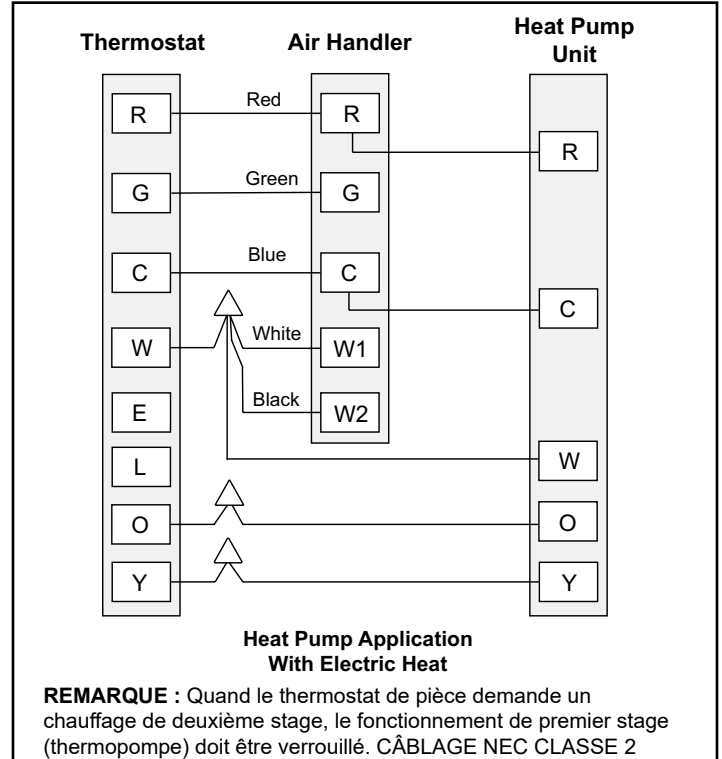 Thermostat
Air Handler
Heat Pump
Unit
R
Red
R
R
G
Green
G
C
Blue
C
C
W
White
W1
E
Black
W2
L
W
O
O
Y
Y
Heat Pump Application
With Electric Heat
REMARQUE : Quand le thermostat de pièce demande un
chauffage de deuxième stage, le fonctionnement de premier stage
(thermopompe) doit être verrouillé. CÂBLAGE NEC CLASSE 2